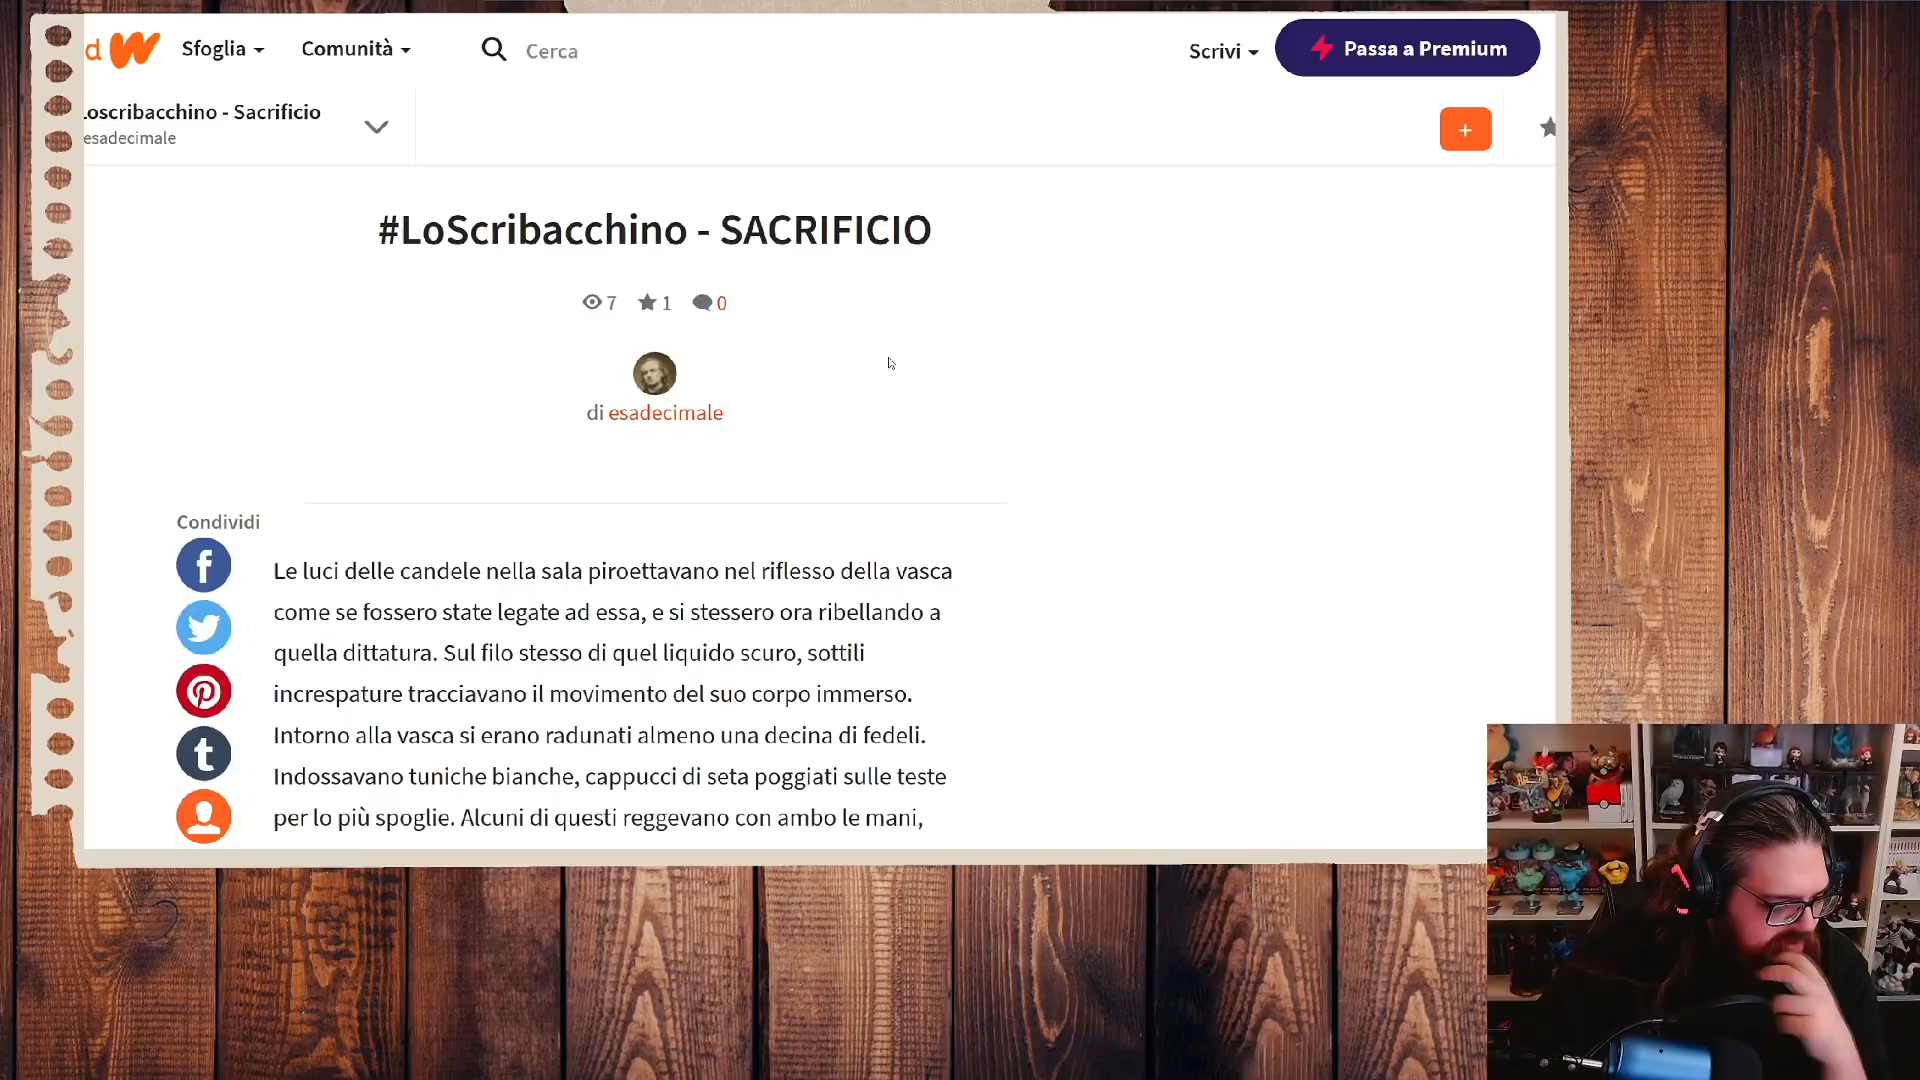 d
Sfoglia
Comunità
Cerca
Scrivi
Passa a Premium
Loscribacchino - Sacrificio
esadecimale
+
#LoScribacchino - SACRIFICIO
7 1 0
di esadecimale
Condividi
Le luci delle candele nella sala piroettavano nel riflesso della vasca
come se fossero state legate ad essa, e si stessero ora ribellando a
quella dittatura. Sul filo stesso di quel liquido scuro, sottili
increspature tracciavano il movimento del suo corpo immerso.
Intorno alla vasca si erano radunati almeno una decina di fedeli.
Indossavano tuniche bianche, cappucci di seta poggiati sulle teste
per lo più spoglie. Alcuni di questi reggevano con ambo le mani,